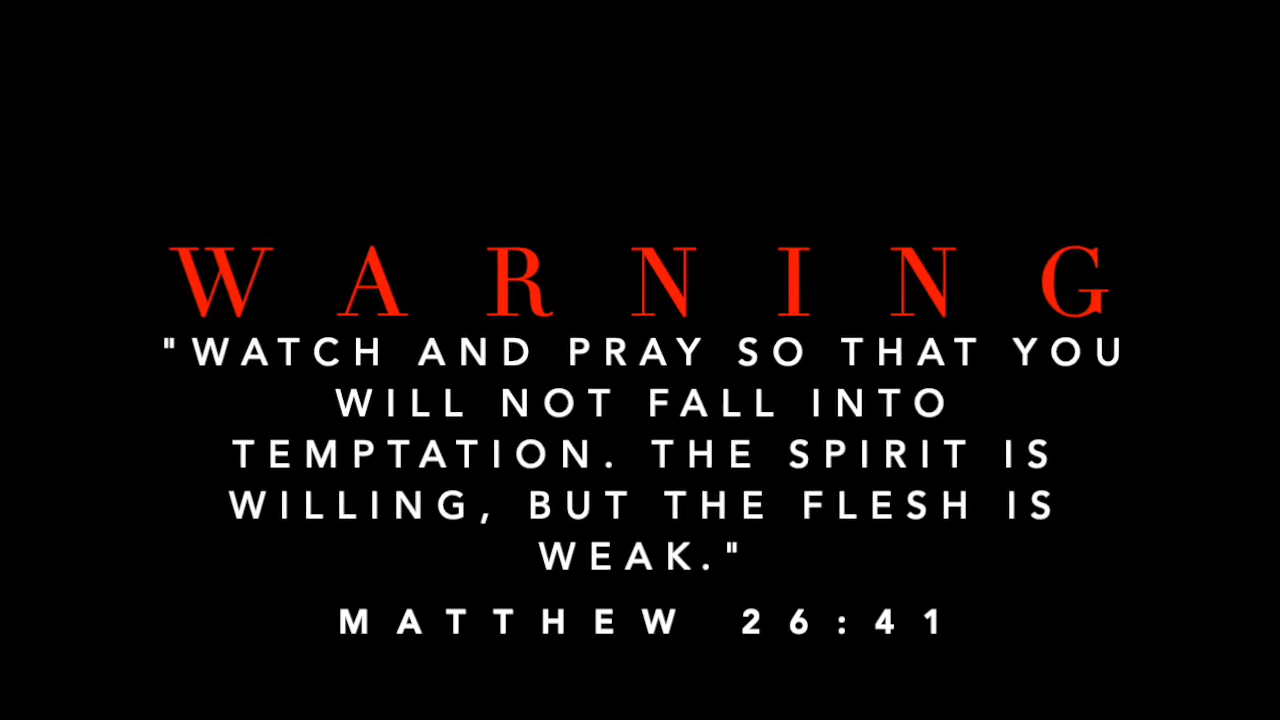 WARNING
"WATCH AND PRAY SO THAT YOU
WILL NOT FALL INTO
TEMPTATION. THE SPIRIT IS
WILLING, BUT THE FLESH IS
WEAK."
MATTHEW 26:41